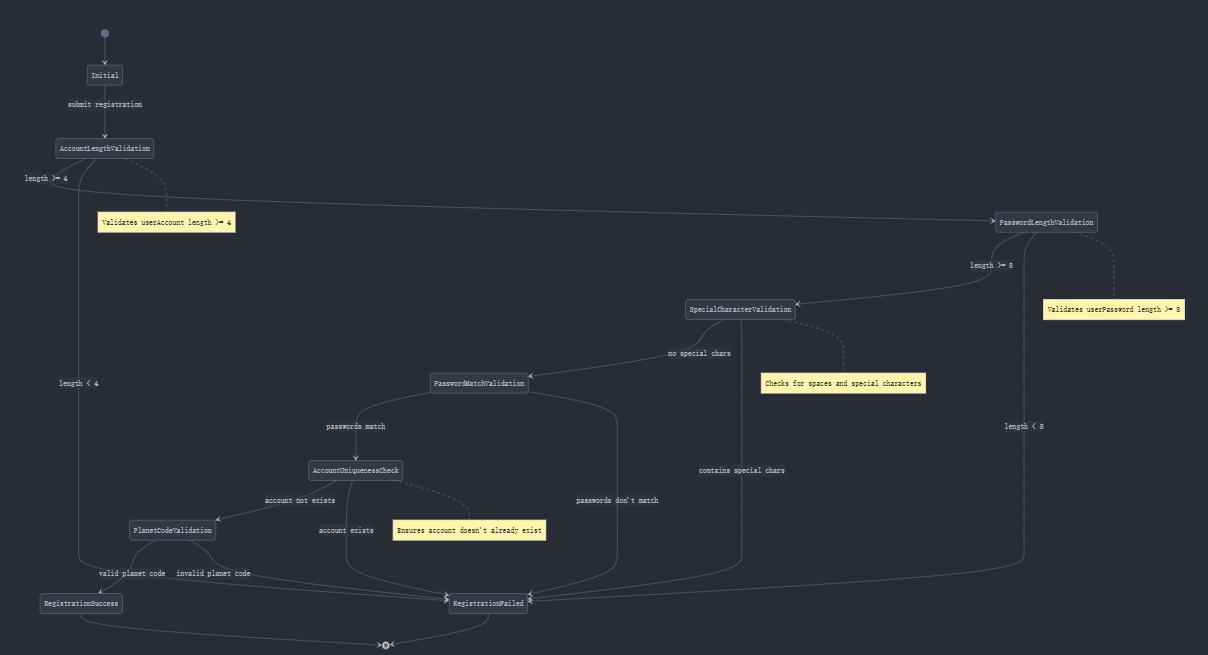 Initial
submit registration
AccountLengthValidation
length >= 4
Validates userAccount length >= 4
PasswordLengthValidation
length >= 8
SpecialCharacterValidation
Validates userPassword length >= 8
no special chars
PasswordMatchValidation
length < 4
Checks for spaces and special characters
passwords match
length < 8
AccountUniquenessCheck
contains special chars
account not exists
passwords don't match
PlanetCodeValidation
account exists
Ensures account doesn't already exist
valid planet code
invalid planet code
RegistrationSuccess
RegistrationFailed